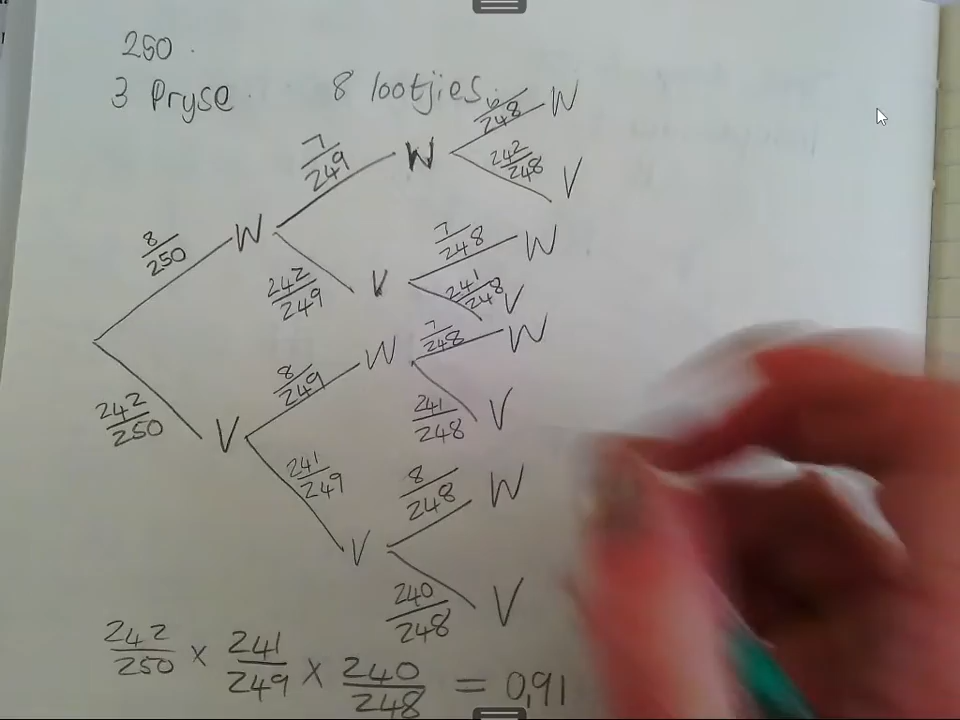 250
3 Pryse 8 lootjies
6/248 W
7/249 W
242/248 V
8/250 W
7/248 W
242/249 V
241/248 V
7/248 W
8/249 W
242/250 V
241/248 V
241/249
8/248 W
V
240/248 V
242/250 x 241/249 x 240/248 = 0,91